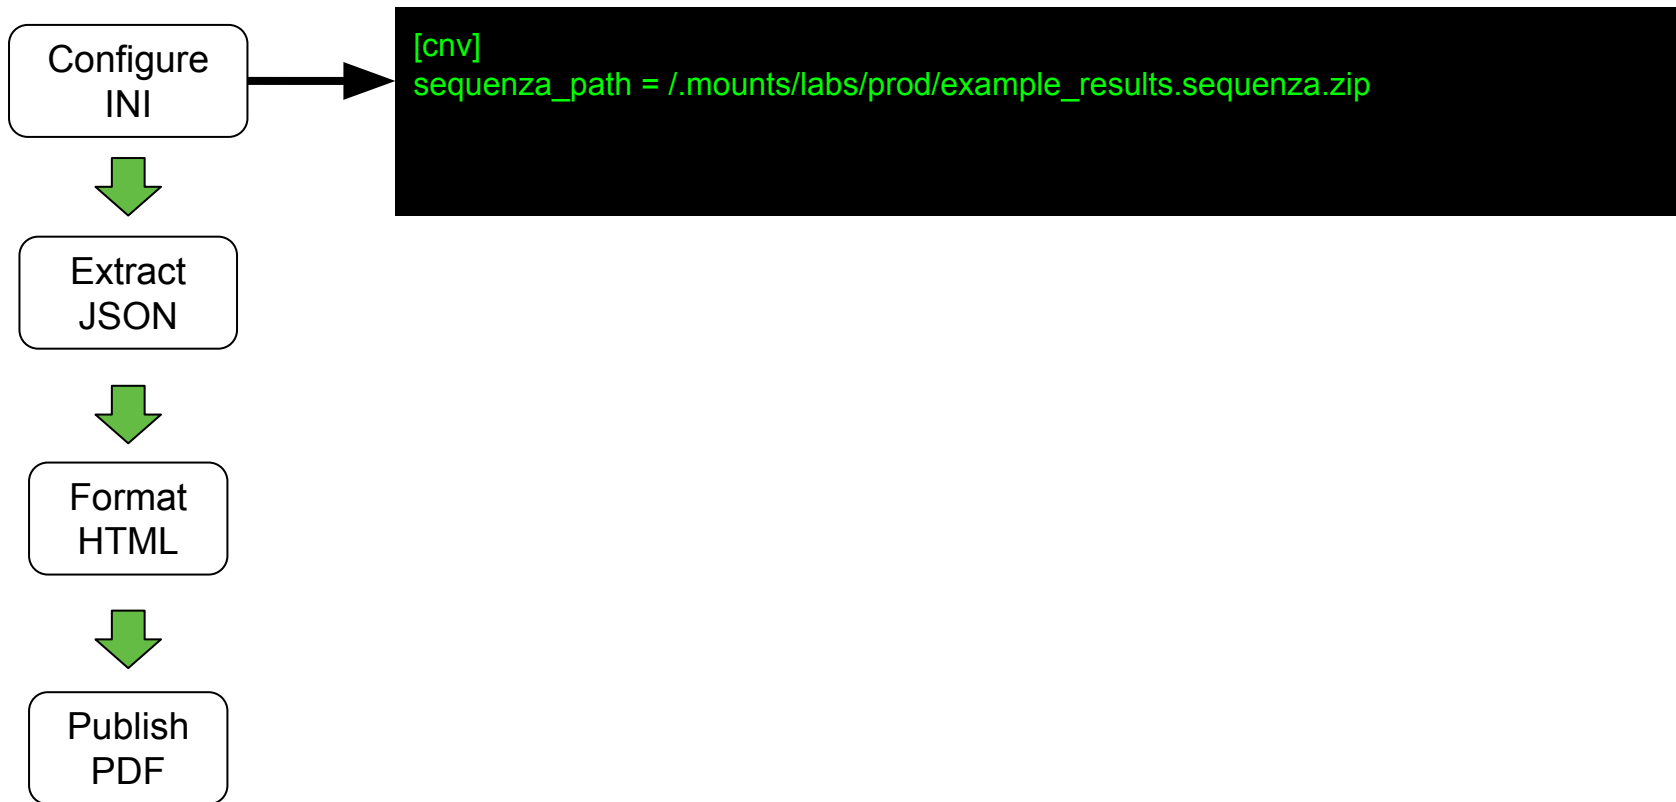 Configure
INI
[cnv]
sequenza_path = /.mounts/labs/prod/example_results.sequenza.zip
Extract
JSON
Format
HTML
Publish
PDF